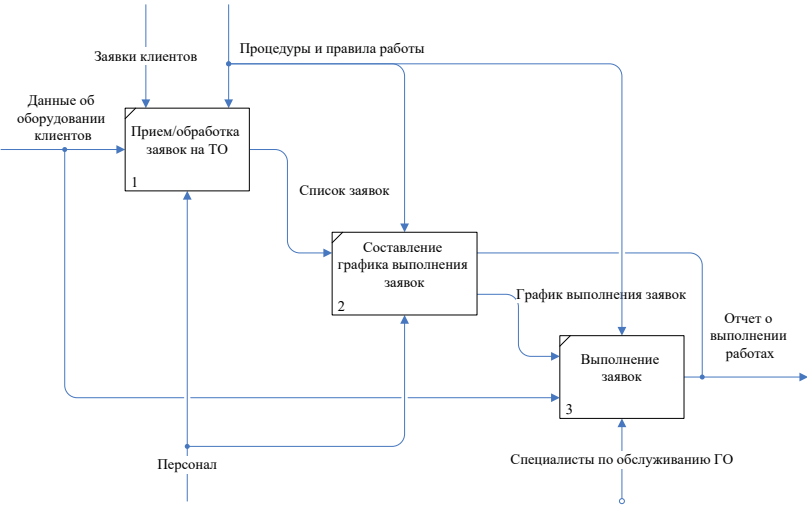 Заявки клиентов
Процедуры и правила работы
Данные об
оборудовании
клиентов
Прием/обработка
заявок на ТО
1
Список заявок
Составление
графика выполнения
заявок
2
График выполнения заявок
Отчет о
выполнении
работах
Выполнение
заявок
3
Персонал
Специалисты по обслуживанию ГО